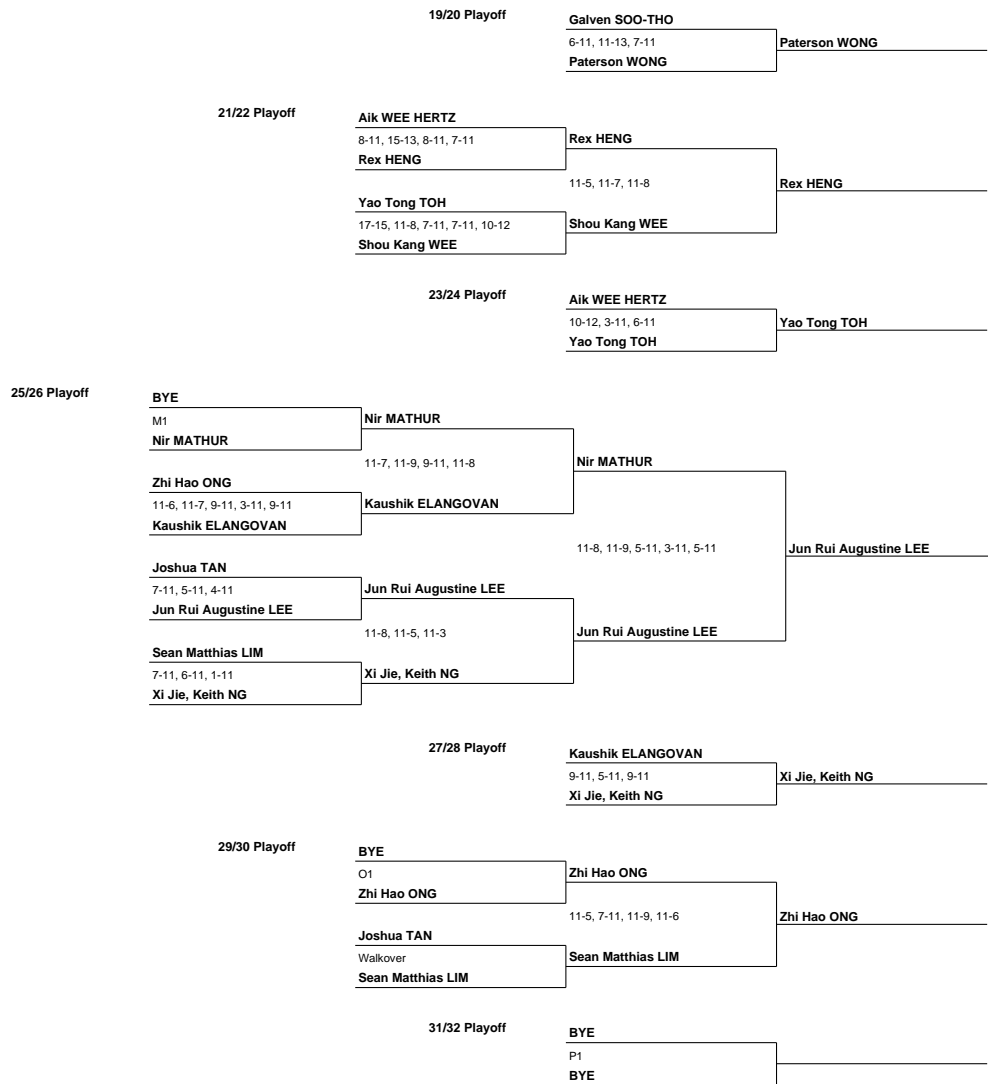 19/20 Playoff
Galven SOO-THO
6-11, 11-13, 7-11
Paterson WONG
Paterson WONG
21/22 Playoff
Aik WEE HERTZ
8-11, 15-13, 8-11, 7-11
Rex HENG
Rex HENG
11-5, 11-7, 11-8
Rex HENG
Yao Tong TOH
17-15, 11-8, 7-11, 7-11, 10-12
Shou Kang WEE
Shou Kang WEE
23/24 Playoff
Aik WEE HERTZ
10-12, 3-11, 6-11
Yao Tong TOH
Yao Tong TOH
25/26 Playoff
BYE
M1
Nir MATHUR
Nir MATHUR
11-7, 11-9, 9-11, 11-8
Nir MATHUR
Zhi Hao ONG
11-6, 11-7, 9-11, 3-11, 9-11
Kaushik ELANGOVAN
Kaushik ELANGOVAN
11-8, 11-9, 5-11, 3-11, 5-11
Jun Rui Augustine LEE
Joshua TAN
7-11, 5-11, 4-11
Jun Rui Augustine LEE
Jun Rui Augustine LEE
11-8, 11-5, 11-3
Jun Rui Augustine LEE
Sean Matthias LIM
7-11, 6-11, 1-11
Xi Jie, Keith NG
Xi Jie, Keith NG
27/28 Playoff
Kaushik ELANGOVAN
9-11, 5-11, 9-11
Xi Jie, Keith NG
Xi Jie, Keith NG
29/30 Playoff
BYE
O1
Zhi Hao ONG
Zhi Hao ONG
11-5, 7-11, 11-9, 11-6
Zhi Hao ONG
Joshua TAN
Walkover
Sean Matthias LIM
Sean Matthias LIM
31/32 Playoff
BYE
P1
BYE